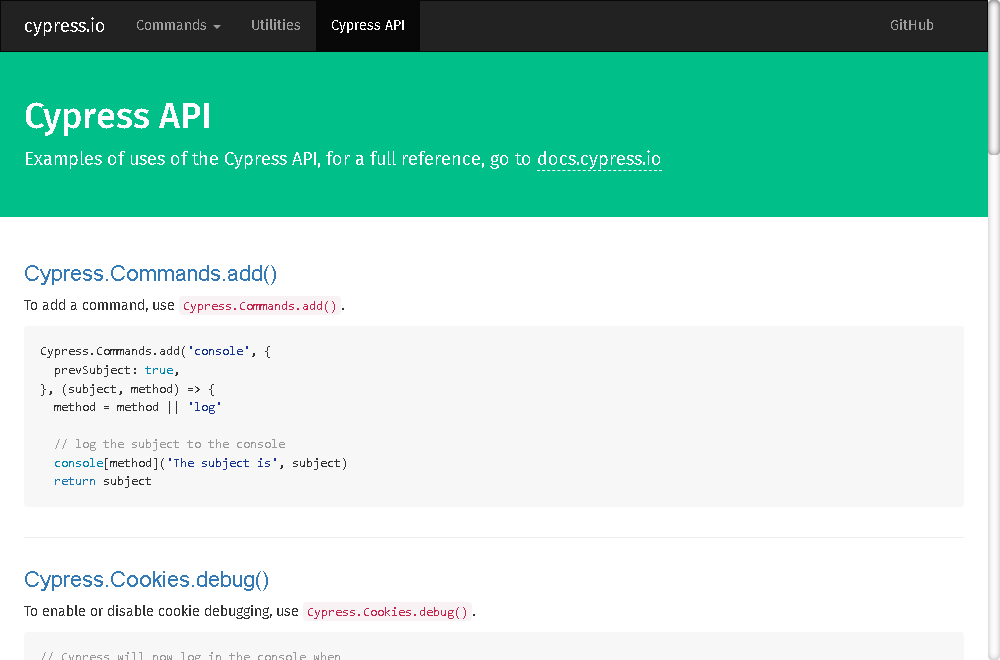 cypress.io Commands Utilities Cypress API GitHub
Cypress API
Examples of uses of the Cypress API, for a full reference, go to docs.cypress.io
Cypress.Commands.add()
To add a command, use Cypress.Commands.add().
Cypress.Commands.add('console', {
  prevSubject: true,
}, (subject, method) => {
  method = method || 'log'
  // log the subject to the console
  console[method]('The subject is', subject)
  return subject
Cypress.Cookies.debug()
To enable or disable cookie debugging, use Cypress.Cookies.debug().
// Cypress will now log in the console when